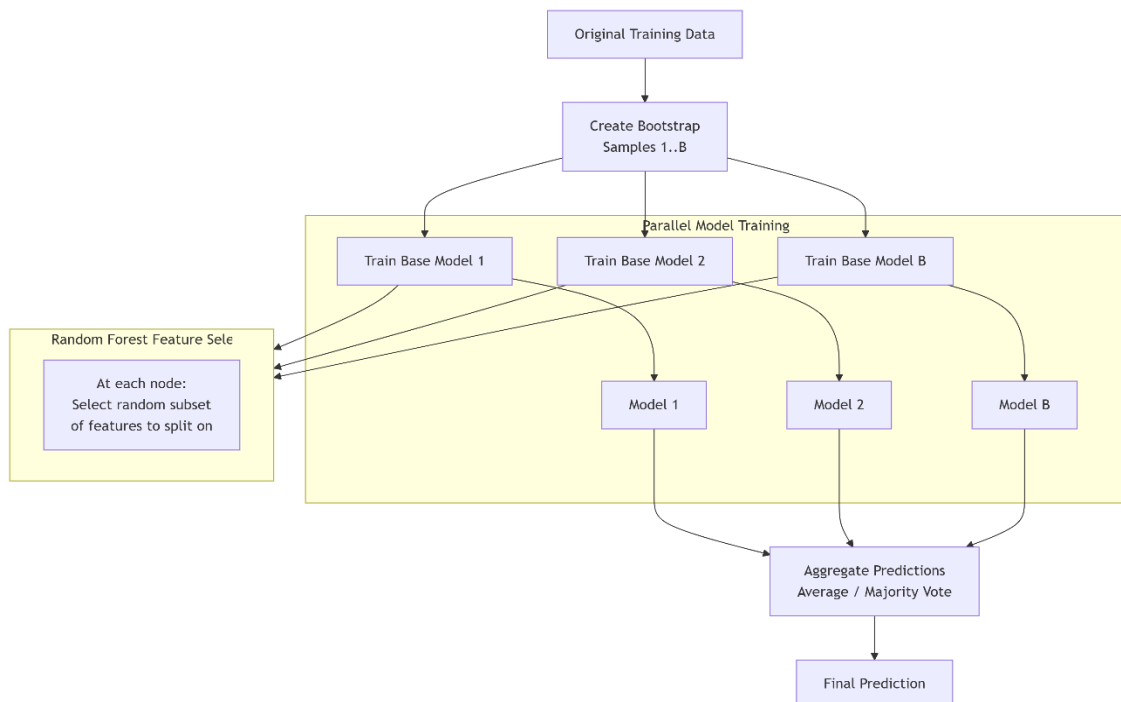 Original Training Data
Create Bootstrap
Samples 1..B
Parallel Model Training
Train Base Model 1
Train Base Model 2
Train Base Model B
Random Forest Feature Sele
At each node:
Select random subset
of features to split on
Model 1
Model 2
Model B
Aggregate Predictions
Average / Majority Vote
Final Prediction